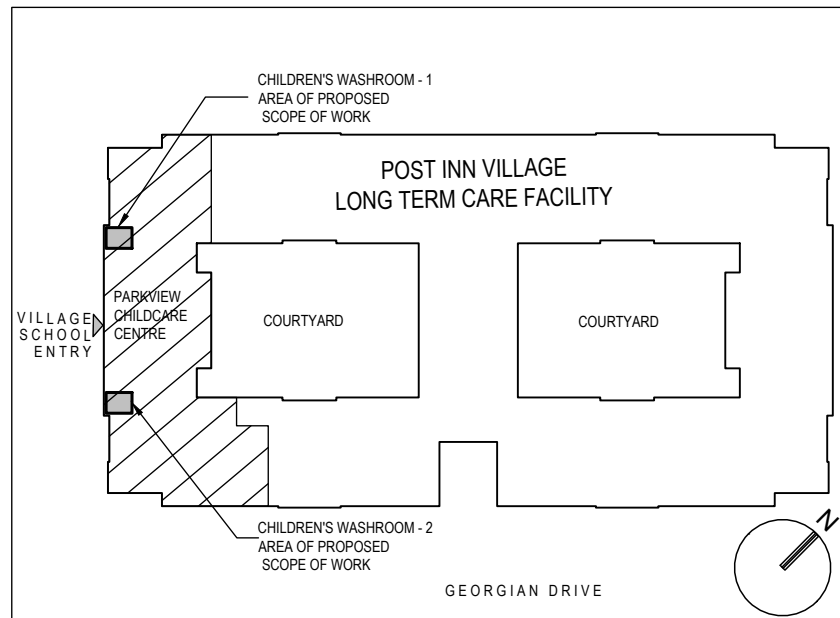 CHILDREN'S WASHROOM - 1
AREA OF PROPOSED
SCOPE OF WORK
POST INN VILLAGE
LONG TERM CARE FACILITY
PARKVIEW
CHILDCARE
CENTRE
VILLAGE
SCHOOL
ENTRY
COURTYARD
COURTYARD
CHILDREN'S WASHROOM - 2
AREA OF PROPOSED
SCOPE OF WORK
GEORGIAN DRIVE
N